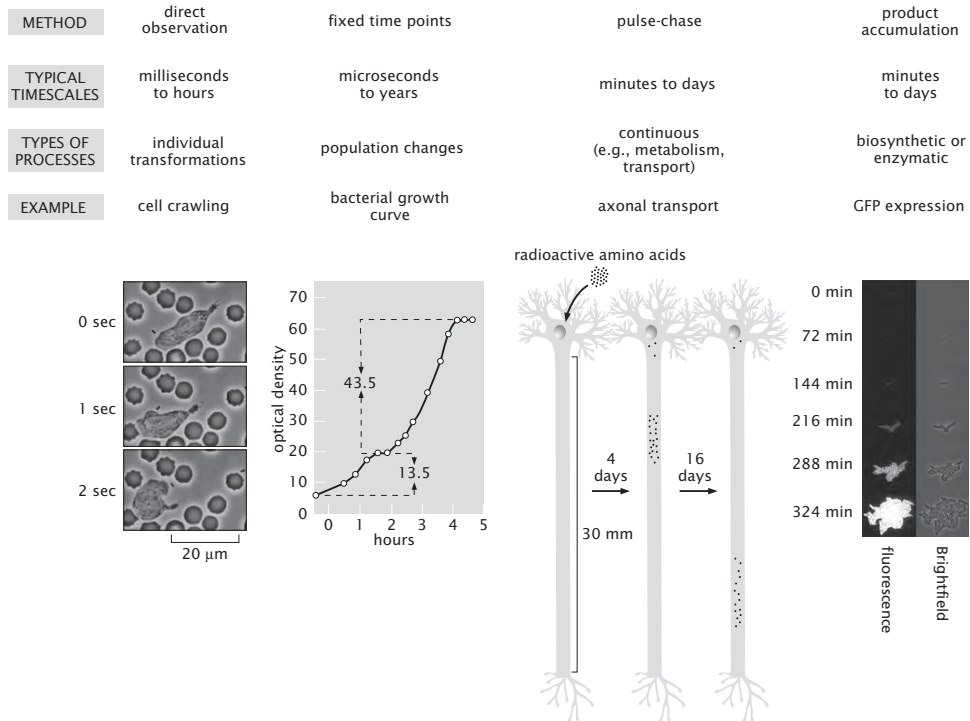 METHOD
direct
observation
fixed time points
pulse-chase
product
accumulation
TYPICAL
TIMESCALES
milliseconds
to hours
microseconds
to years
minutes to days
minutes
to days
TYPES OF
PROCESSES
individual
transformations
population changes
continuous
(e.g., metabolism,
transport)
biosynthetic or
enzymatic
EXAMPLE
cell crawling
bacterial growth
curve
axonal transport
GFP expression
0 sec
1 sec
2 sec
20 μm
optical density
70
60
50
40
30
20
10
0
43.5
13.5
0 1 2 3 4 5
hours
radioactive amino acids
4
days
16
days
30 mm
0 min
72 min
144 min
216 min
288 min
324 min
fluorescence
Brightfield